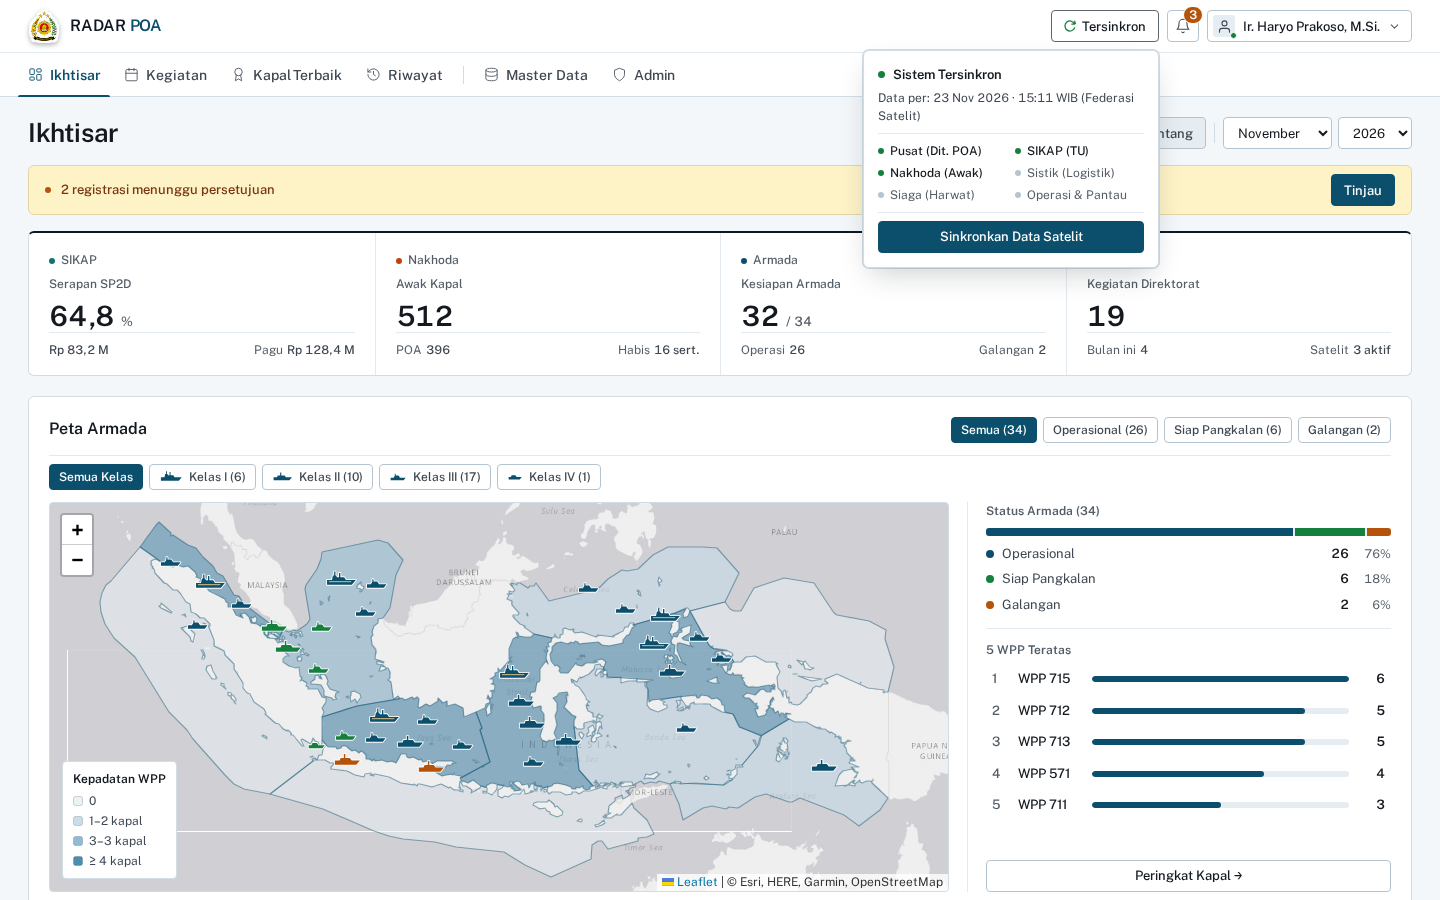 RADAR POA
Tersinkron
3
Ir. Haryo Prakoso, M.Si.
Ikhtisar
Kegiatan
Kapal Terbaik
Riwayat
Master Data
Admin
Sistem Tersinkron
Data per: 23 Nov 2026 · 15:11 WIB (Federasi
Satelit)
Pusat (Dit. POA)
SIKAP (TU)
Nakhoda (Awak)
Sistik (Logistik)
Siaga (Harwat)
Operasi & Pantau
Sinkronkan Data Satelit
Ikhtisar
ntang
November
2026
2 registrasi menunggu persetujuan
Tinjau
SIKAP
Serapan SP2D
64,8 %
Rp 83,2 M
Pagu Rp 128,4 M
Nakhoda
Awak Kapal
512
POA 396
Habis 16 sert.
Armada
Kesiapan Armada
32 / 34
Operasi 26
Galangan 2
Kegiatan Direktorat
19
Bulan ini 4
Satelit 3 aktif
Peta Armada
Semua (34)
Operasional (26)
Siap Pangkalan (6)
Galangan (2)
Semua Kelas
Kelas I (6)
Kelas II (10)
Kelas III (17)
Kelas IV (1)
+
−
Sulu Sea
PALAU
MALAYSIA
BRUNEI
DARUSSALAM
INDONESIA
Banda Sea
PAPUA N
GUINEA
Timor Sea
Kepadatan WPP
0
1–2 kapal
3–3 kapal
≥ 4 kapal
Leaflet | © Esri, HERE, Garmin, OpenStreetMap
Status Armada (34)
Operasional 26 76%
Siap Pangkalan 6 18%
Galangan 2 6%
5 WPP Teratas
1 WPP 715 6
2 WPP 712 5
3 WPP 713 5
4 WPP 571 4
5 WPP 711 3
Peringkat Kapal →